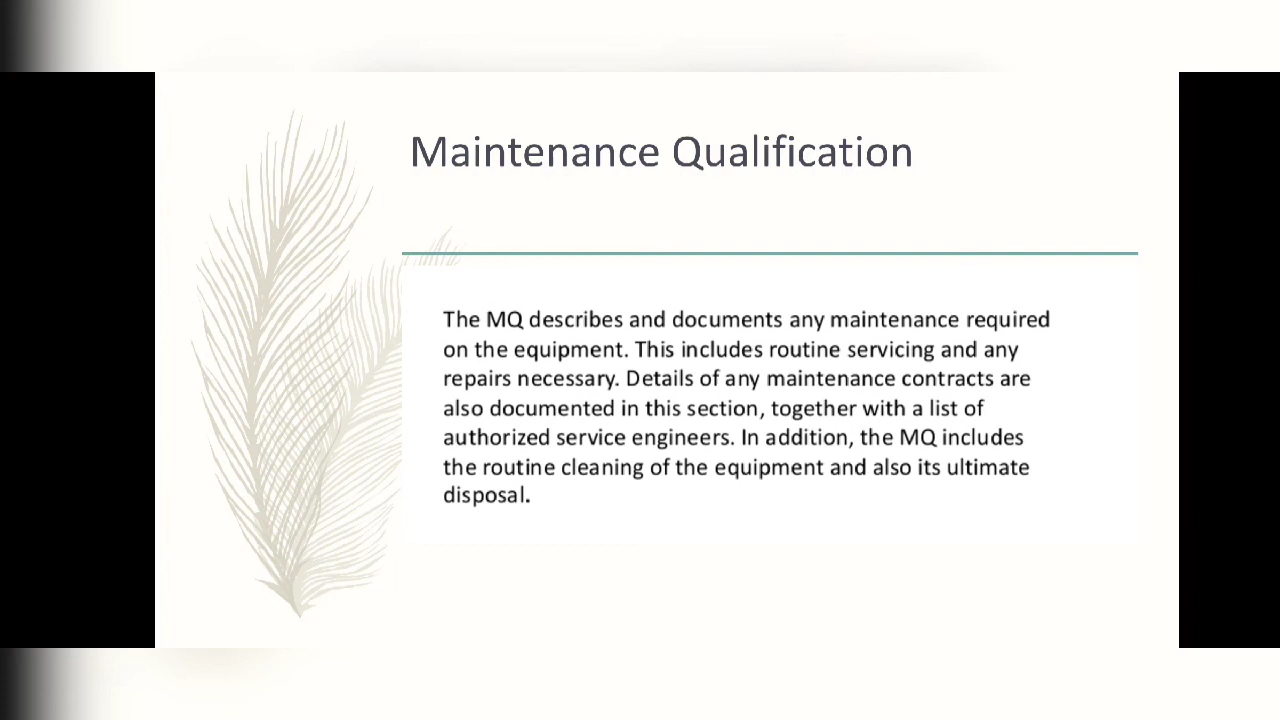 Maintenance Qualification
The MQ describes and documents any maintenance required
on the equipment. This includes routine servicing and any
repairs necessary. Details of any maintenance contracts are
also documented in this section, together with a list of
authorized service engineers. In addition, the MQ includes
the routine cleaning of the equipment and also its ultimate
disposal.